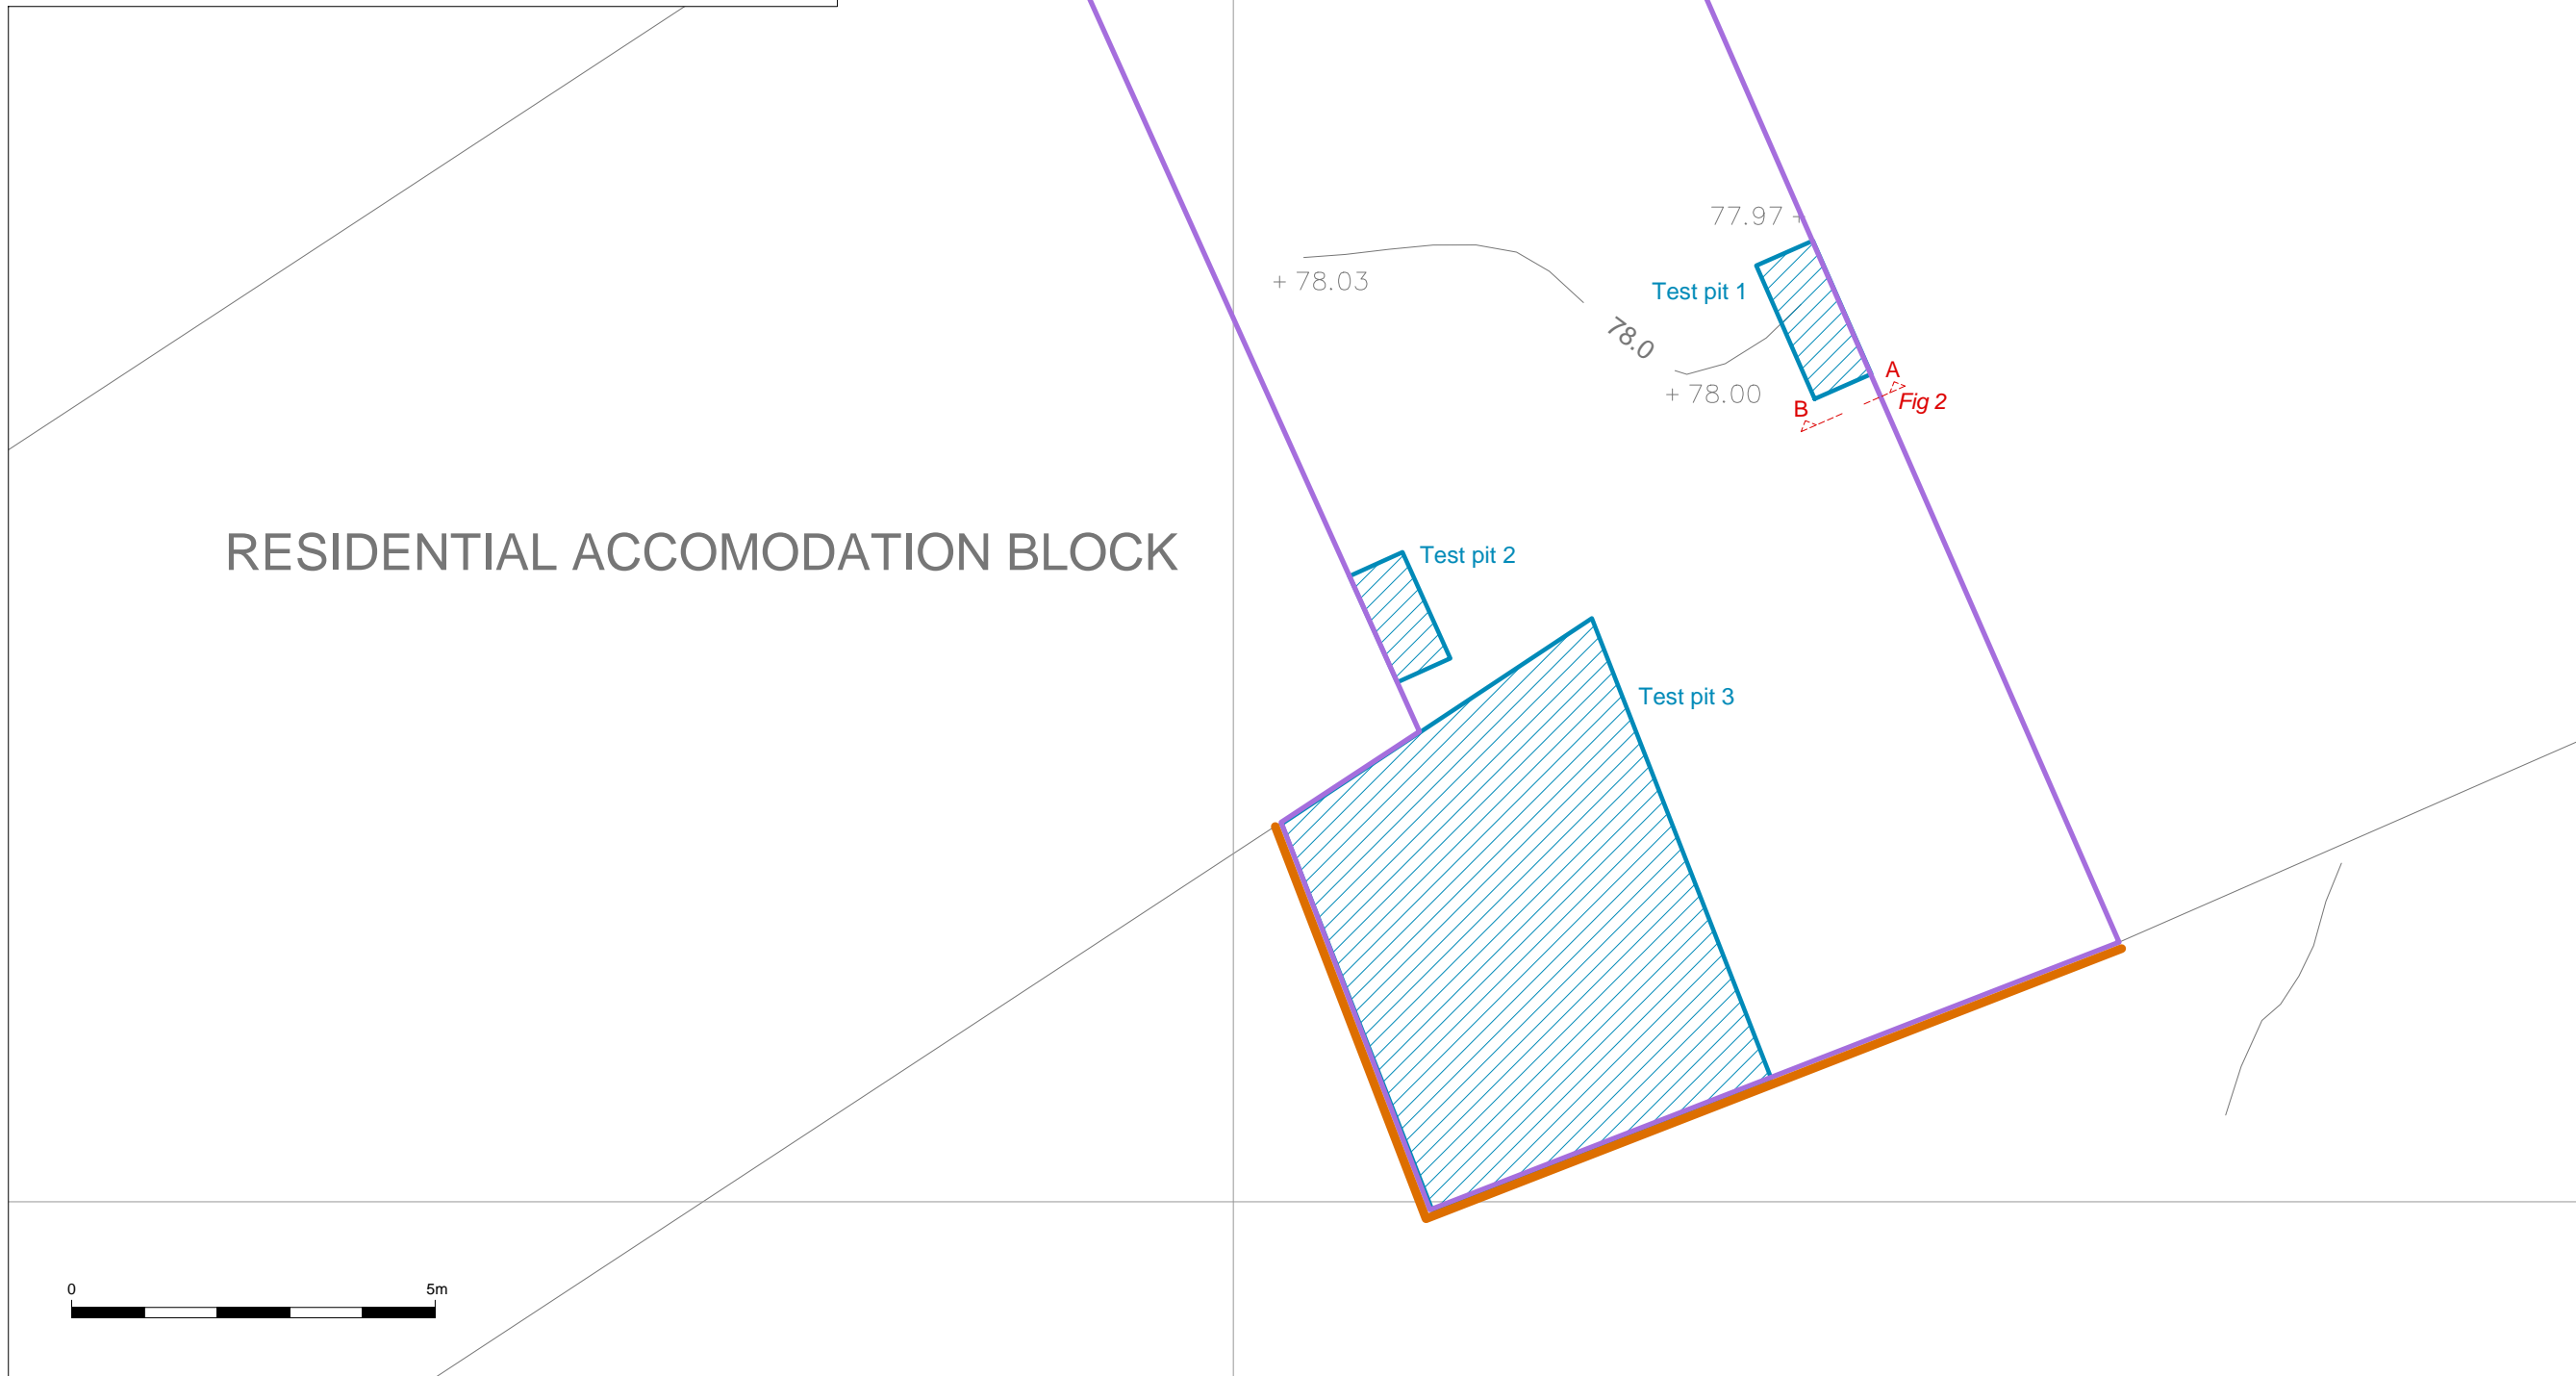 77.97 +
+ 78.03
Test pit 1
78.0
A
+ 78.00
Fig 2
B
RESIDENTIAL ACCOMODATION BLOCK
Test pit 2
Test pit 3
0 5m